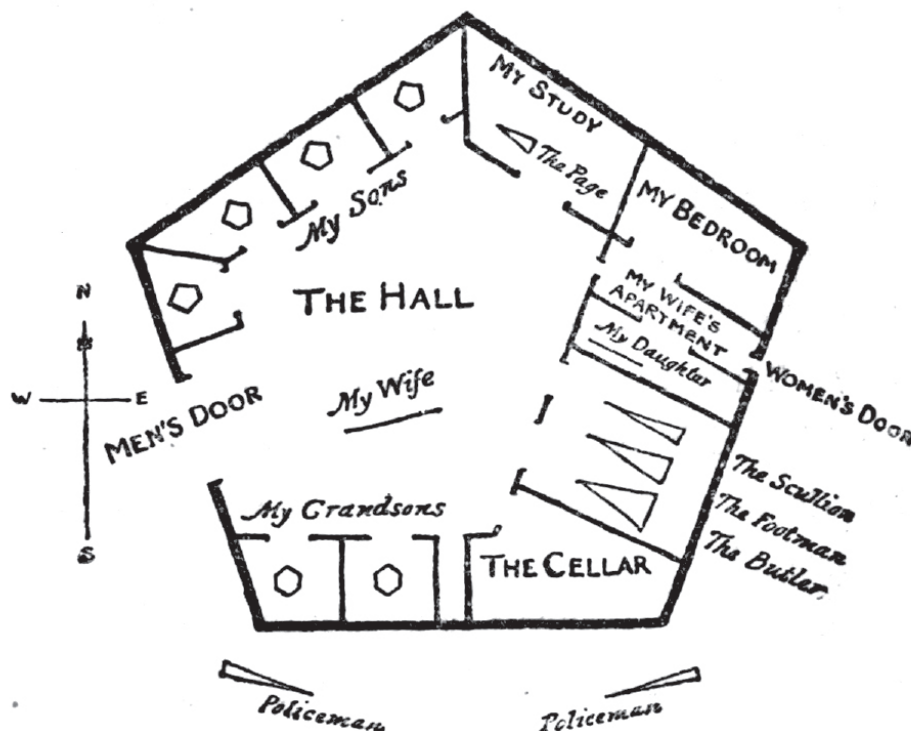 MY STUDY
The Page
MY BEDROOM
My Sons
N
THE HALL
MY WIFE'S
APARTMENT
My Daughter
W
E
My Wife
WOMEN'S DOOR
MEN'S DOOR
The Scullion
The Footman
The Butler
My Grandsons
S
THE CELLAR
Policeman
Policeman